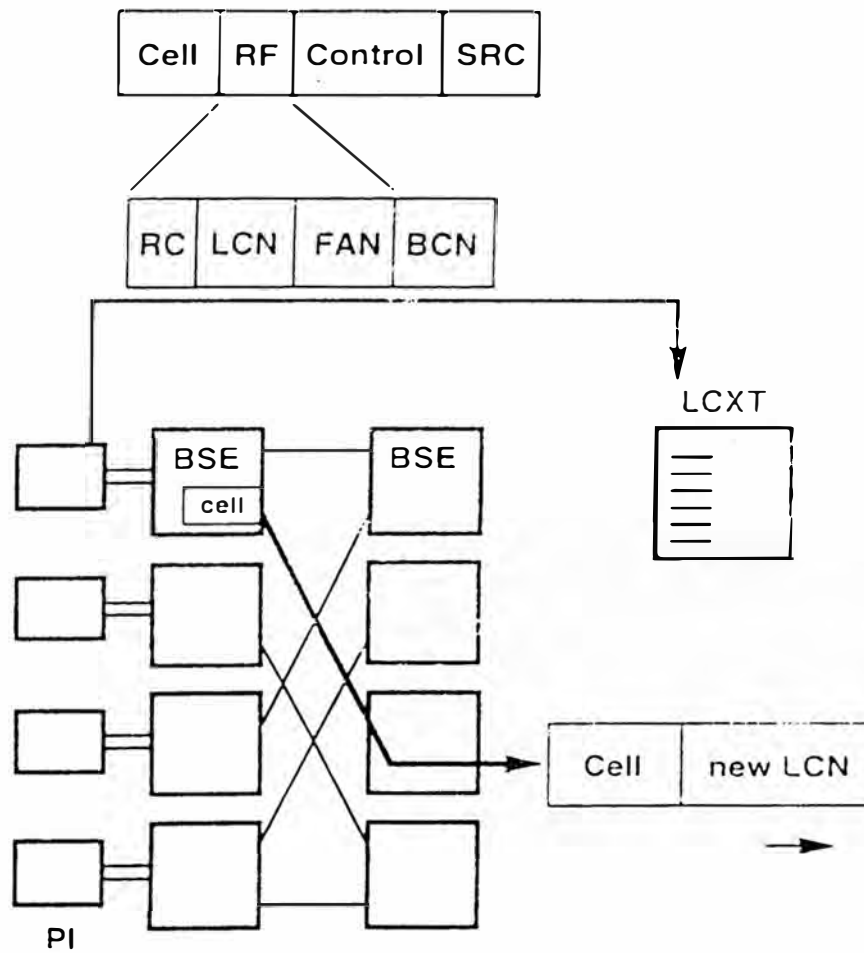 Cell RF Control SRC
RC LCN FAN BCN
LCXT
BSE BSE
cell
Cell new LCN
PI